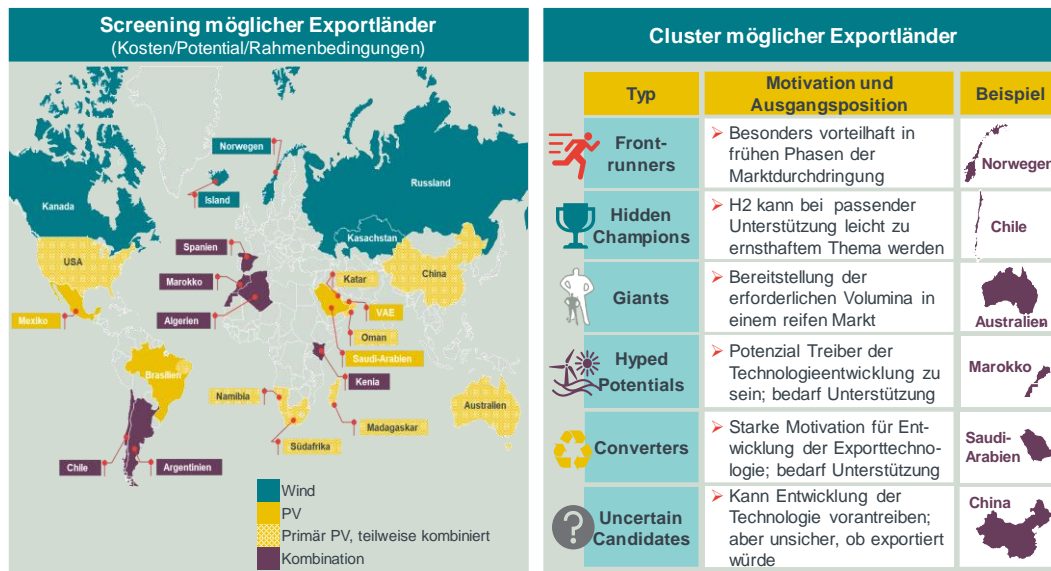 Screening möglicher Exportländer
(Kosten/Potential/Rahmenbedingungen)
Norwegen
Russland
Island
Kanada
Kasachstan
Spanien
USA
China
Katar
Marokko
VAE
Mexiko
Algerien
Oman
Saudi-Arabien
Brasilien
Kenia
Namibia
Australien
Madagaskar
Südafrika
Chile
Argentinien
Wind
PV
Primär PV, teilweise kombiniert
Kombination
Cluster möglicher Exportländer
Typ
Motivation und
Ausgangsposition
Beispiel
Front-
runners
Besonders vorteilhaft in
frühen Phasen der
Marktdurchdringung
Norwegen
Hidden
Champions
H2 kann bei passender
Unterstützung leicht zu
ernsthaftem Thema werden
Chile
Giants
Bereitstellung der
erforderlichen Volumina in
einem reifen Markt
Australien
Hyped
Potenials
Potenzial Treiber der
Technologieentwicklung zu
sein; bedarf Unterstützung
Marokko
Converters
Starke Motivation für Ent-
wicklung der Exporttechno-
logie; bedarf Unterstützung
Saudi-
Arabien
Uncertain
Candidates
Kann Entwicklung der
Technologie vorantreiben;
aber unsicher, ob exportiert
würde
China